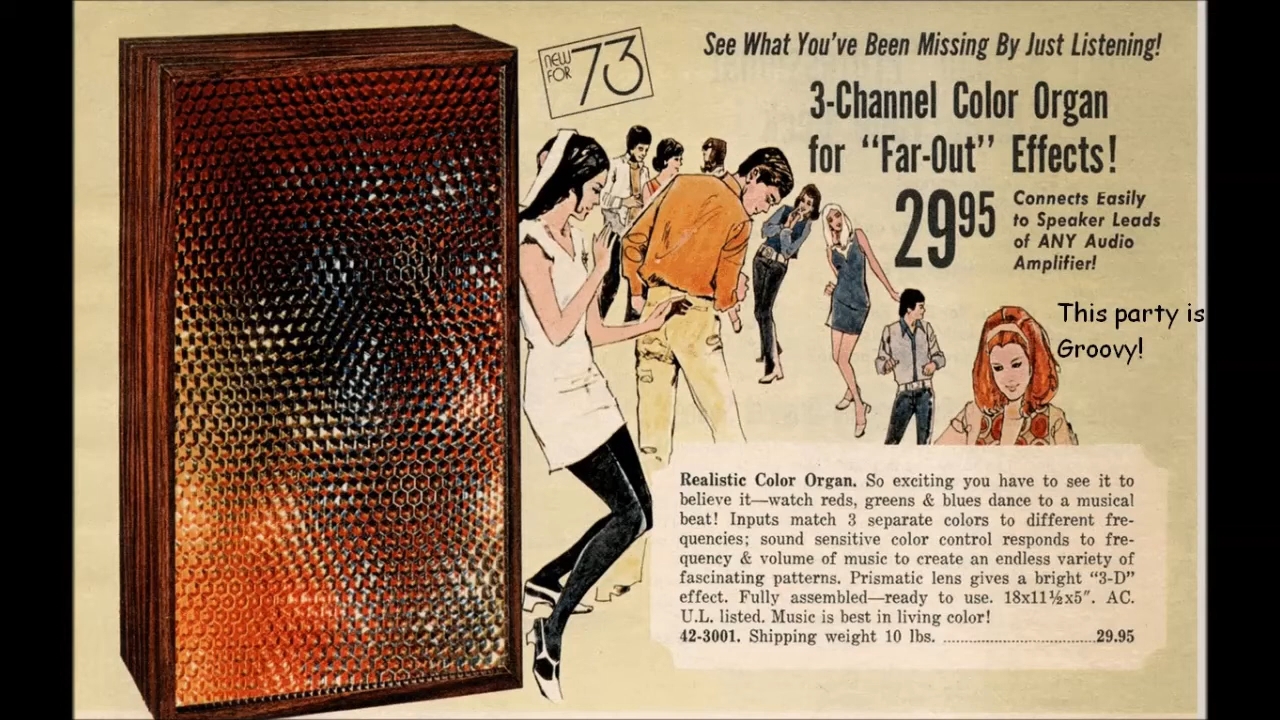 NEW FOR '73
See What You've Been Missing By Just Listening!
3-Channel Color Organ
for "Far-Out" Effects!
29⁹⁵
Connects Easily
to Speaker Leads
of ANY Audio
Amplifier!
This party is
Groovy!
Realistic Color Organ. So exciting you have to see it to
believe it—watch reds, greens & blues dance to a musical
beat! Inputs match 3 separate colors to different fre-
quencies; sound sensitive color control responds to fre-
quency & volume of music to create an endless variety of
fascinating patterns. Prismatic lens gives a bright "3-D"
effect. Fully assembled—ready to use. 18x11½x5". AC.
U.L. listed. Music is best in living color!
42-3001. Shipping weight 10 lbs. ..............................29.95